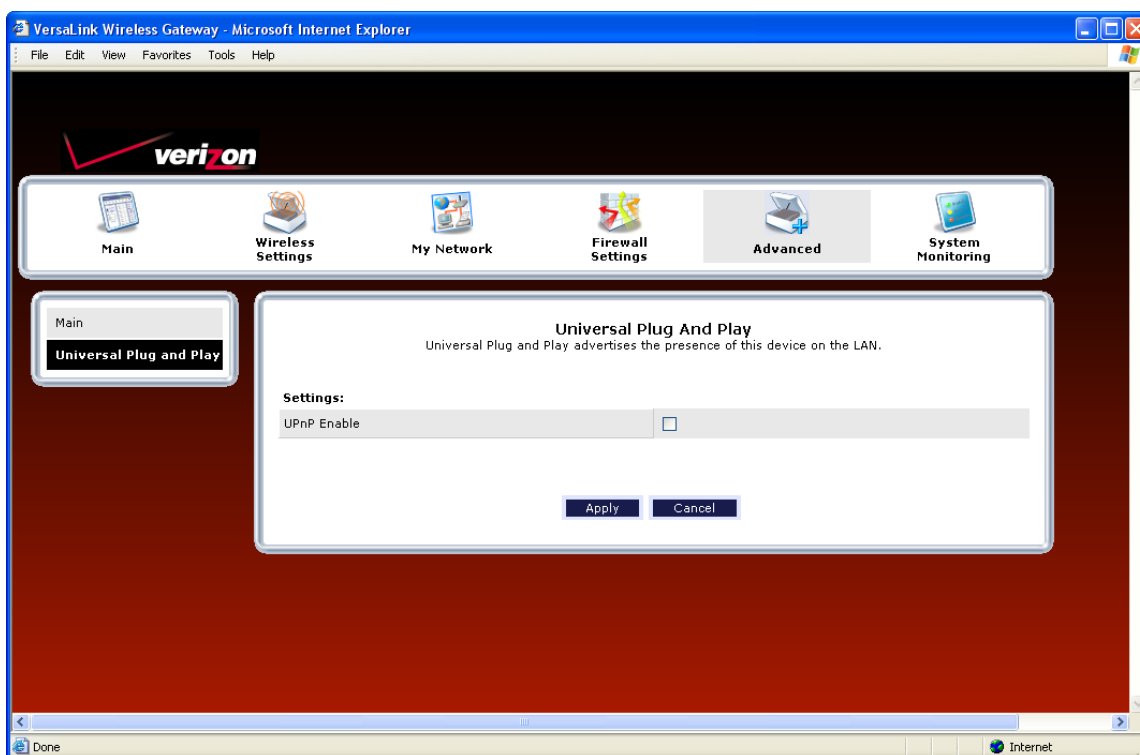 VersaLink Wireless Gateway - Microsoft Internet Explorer
File Edit View Favorites Tools Help
verizon
Main
Wireless
Settings
My Network
Firewall
Settings
Advanced
System
Monitoring
Main
Universal Plug and Play
Universal Plug And Play
Universal Plug and Play advertises the presence of this device on the LAN.
Settings:
UPnP Enable
Apply
Cancel
Done
Internet